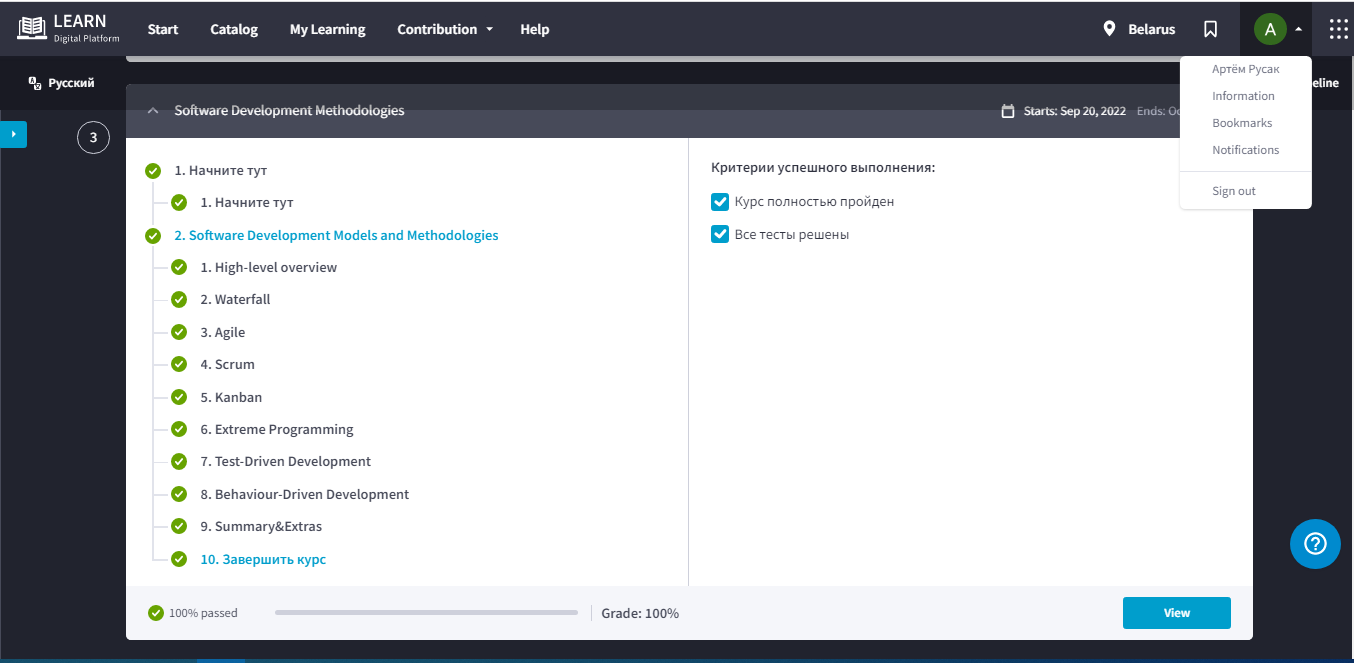 LEARN
Digital Platform
Start Catalog My Learning Contribution Help
Belarus
A
Русский
Артём Русак
Information
Bookmarks
Notifications
Sign out
3
Software Development Methodologies
Starts: Sep 20, 2022 Ends:
1. Начните тут
1. Начните тут
2. Software Development Models and Methodologies
1. High-level overview
2. Waterfall
3. Agile
4. Scrum
5. Kanban
6. Extreme Programming
7. Test-Driven Development
8. Behaviour-Driven Development
9. Summary&Extras
10. Завершить курс
Критерии успешного выполнения:
Курс полностью пройден
Все тесты решены
100% passed
Grade: 100%
View